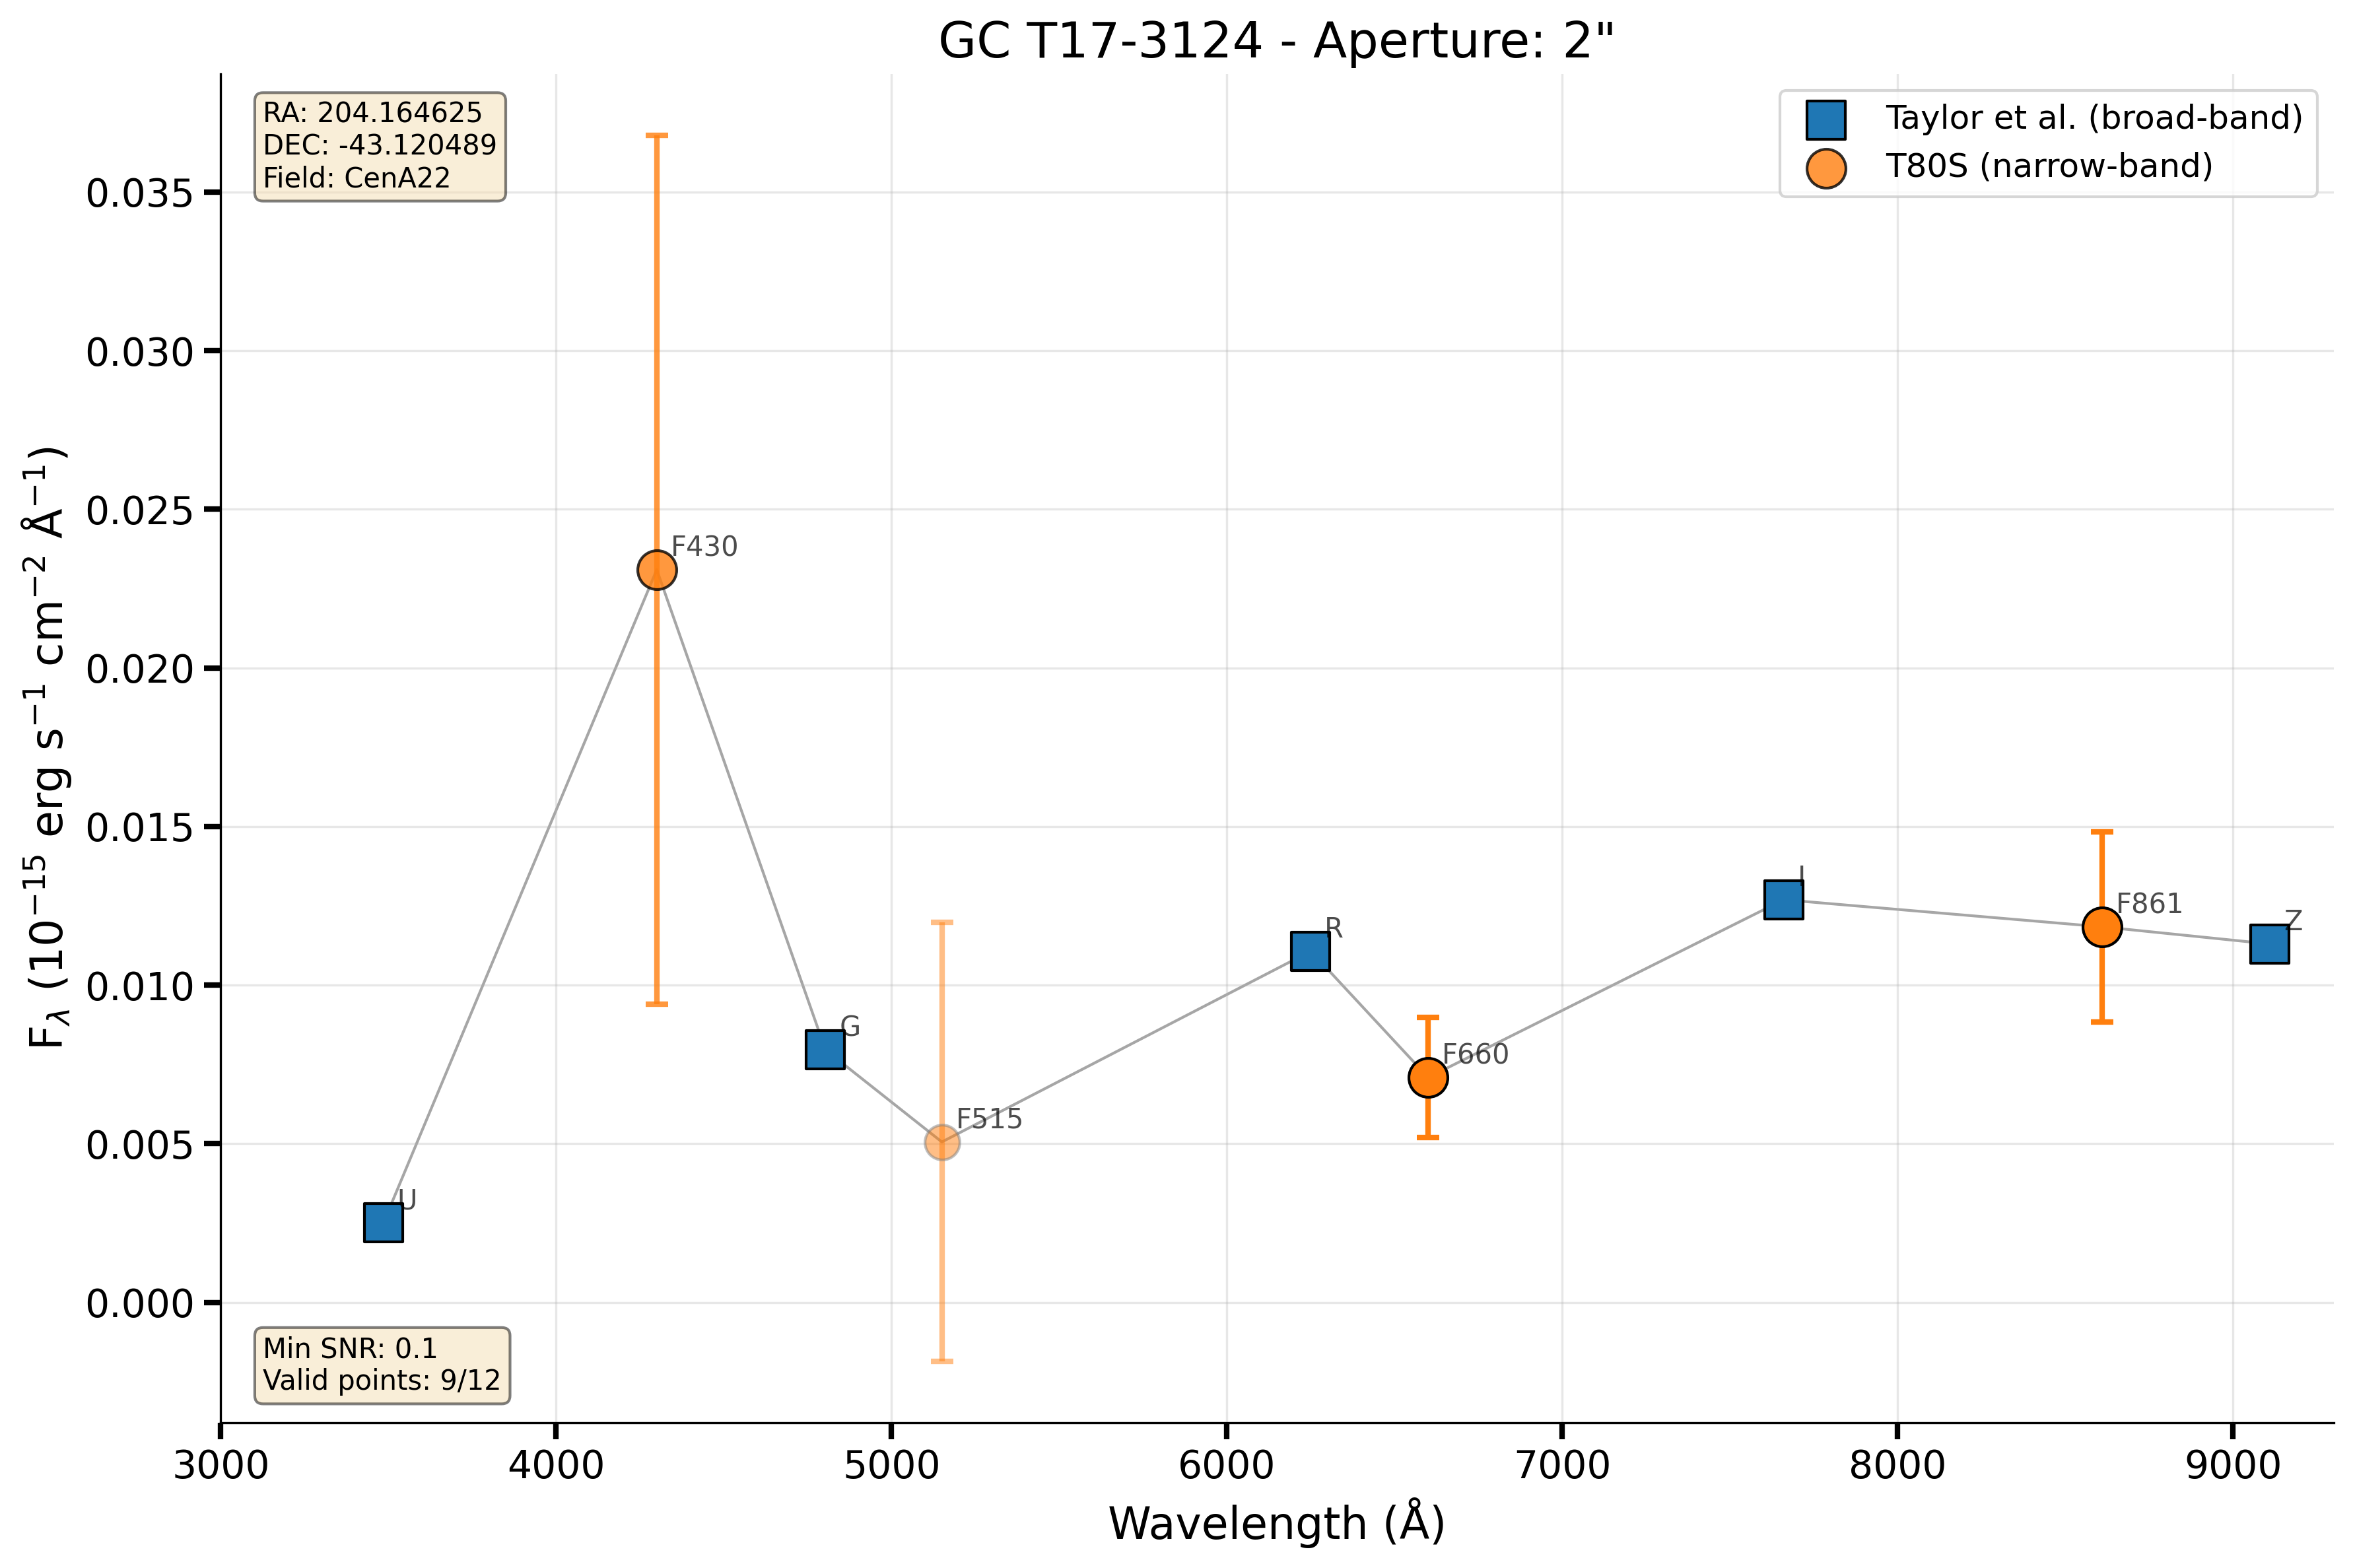 GC T17-3124 - Aperture: 2"
RA: 204.164625
DEC: -43.120489
Field: CenA22
Taylor et al. (broad-band)
T80S (narrow-band)
0.035
0.030
0.025
0.020
0.015
0.010
0.005
0.000
F_λ (10⁻¹⁵ erg s⁻¹ cm⁻² Å⁻¹)
U
F430
G
F515
R
F660
I
F861
Z
Min SNR: 0.1
Valid points: 9/12
3000 4000 5000 6000 7000 8000 9000
Wavelength (Å)